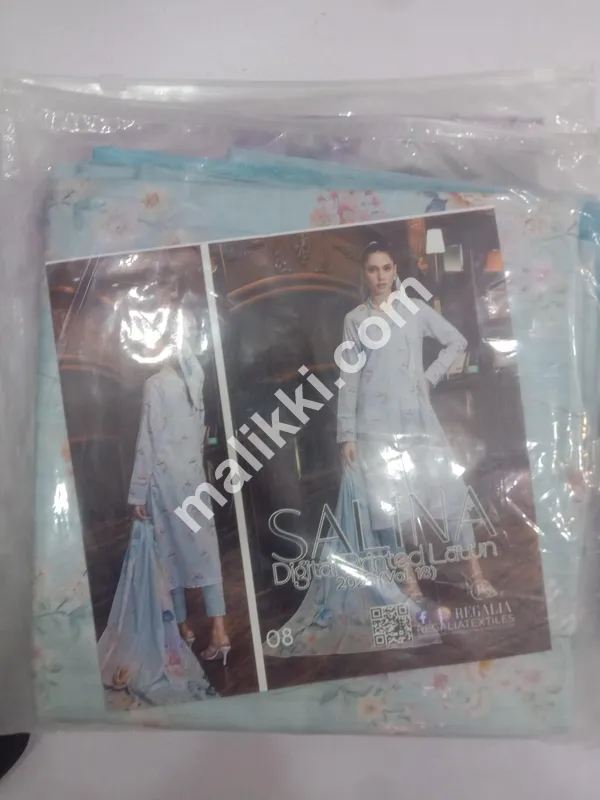 malikki.com
SALINA
Digital Printed Lawn
08
REGALIA
REGALIATEXTILES